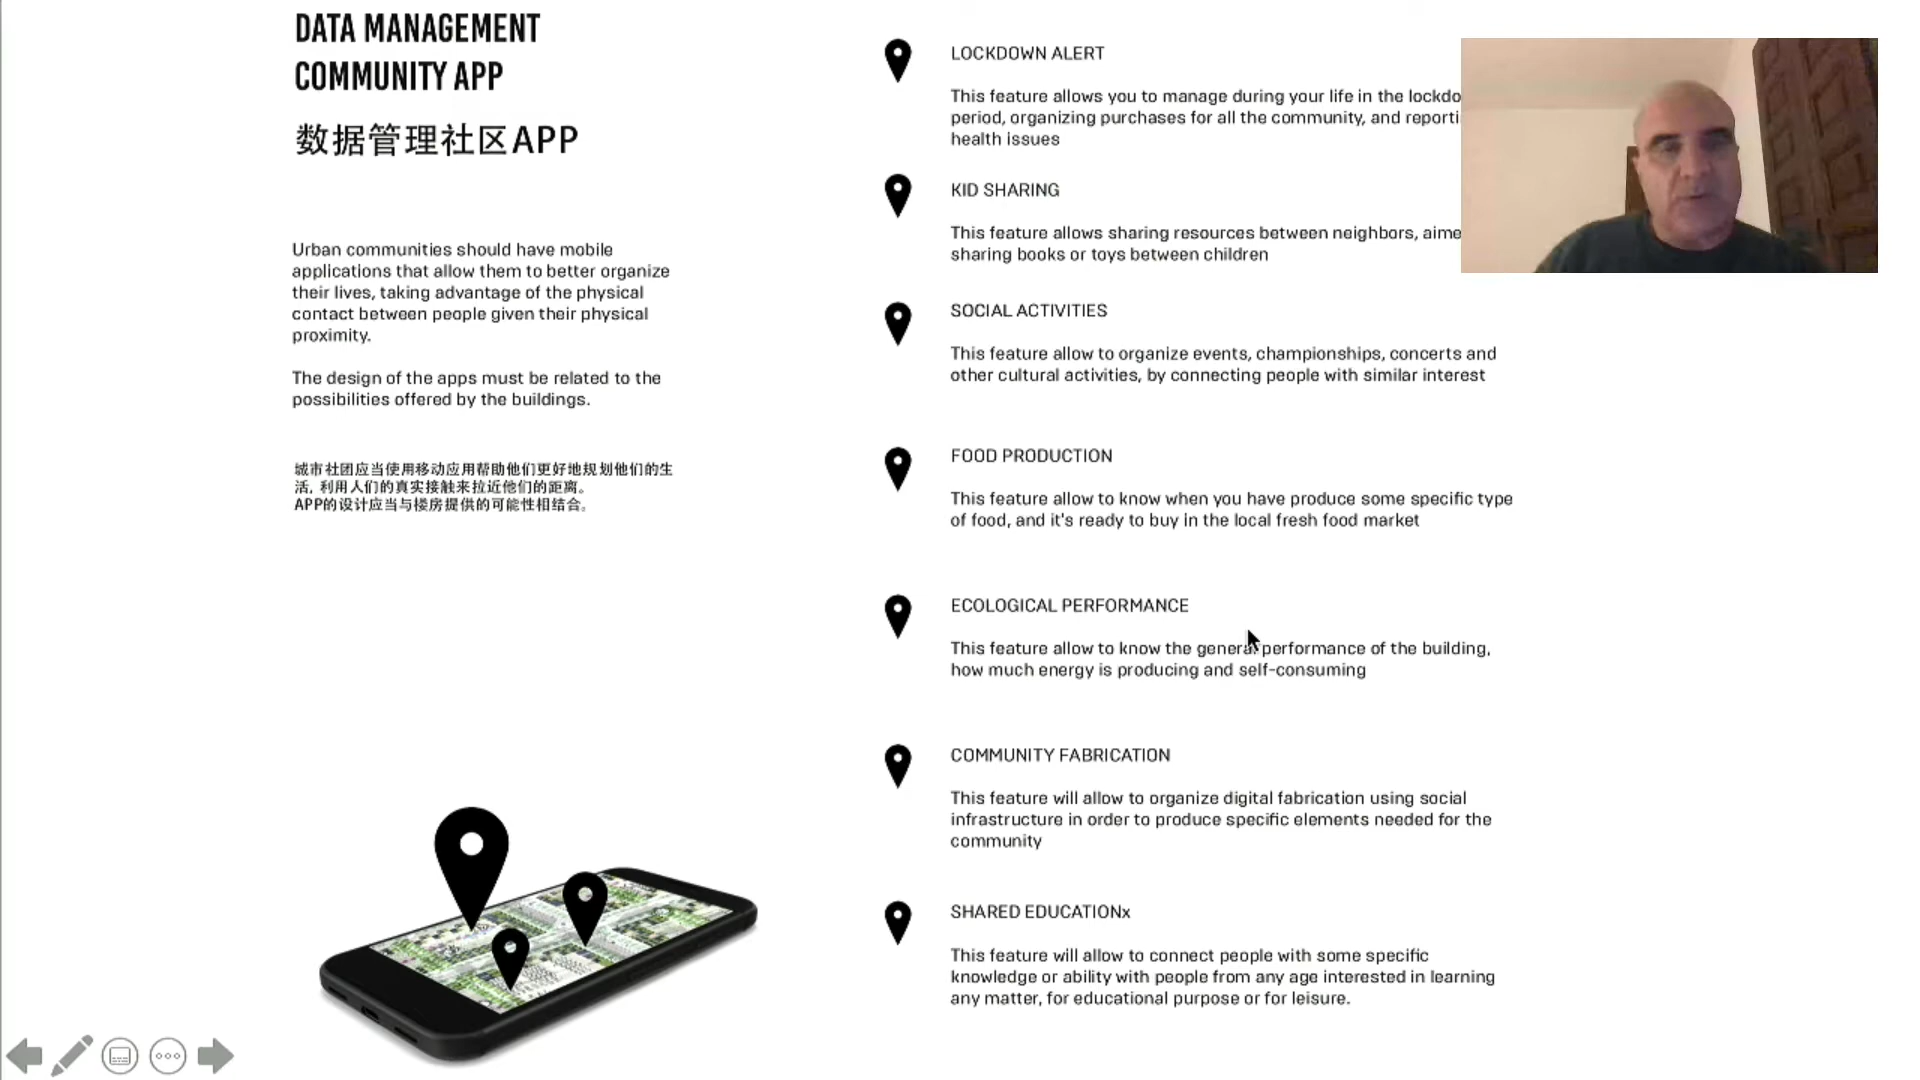 DATA MANAGEMENT
COMMUNITY APP
数据管理社区APP
Urban communities should have mobile
applications that allow them to better organize
their lives, taking advantage of the physical
contact between people given their physical
proximity.
The design of the apps must be related to the
possibilities offered by the buildings.
城市社团应当使用移动应用帮助他们更好地规划他们的生
活, 利用人们的真实接触来拉近他们的距离。
APP的设计应当与楼房提供的可能性相结合。
LOCKDOWN ALERT
This feature allows you to manage during your life in the
period, organizing purchases for all the community, and
health issues
KID SHARING
This feature allows sharing resources between neighbors,
sharing books or toys between children
SOCIAL ACTIVITIES
This feature allow to organize events, championships, concerts and
other cultural activities, by connecting people with similar interest
FOOD PRODUCTION
This feature allow to know when you have produce some specific type
of food, and it's ready to buy in the local fresh food market
ECOLOGICAL PERFORMANCE
This feature allow to know the general performance of the building,
how much energy is producing and self-consuming
COMMUNITY FABRICATION
This feature will allow to organize digital fabrication using social
infrastructure in order to produce specific elements needed for the
community
SHARED EDUCATIONx
This feature will allow to connect people with some specific
knowledge or ability with people from any age interested in learning
any matter, for educational purpose or for leisure.